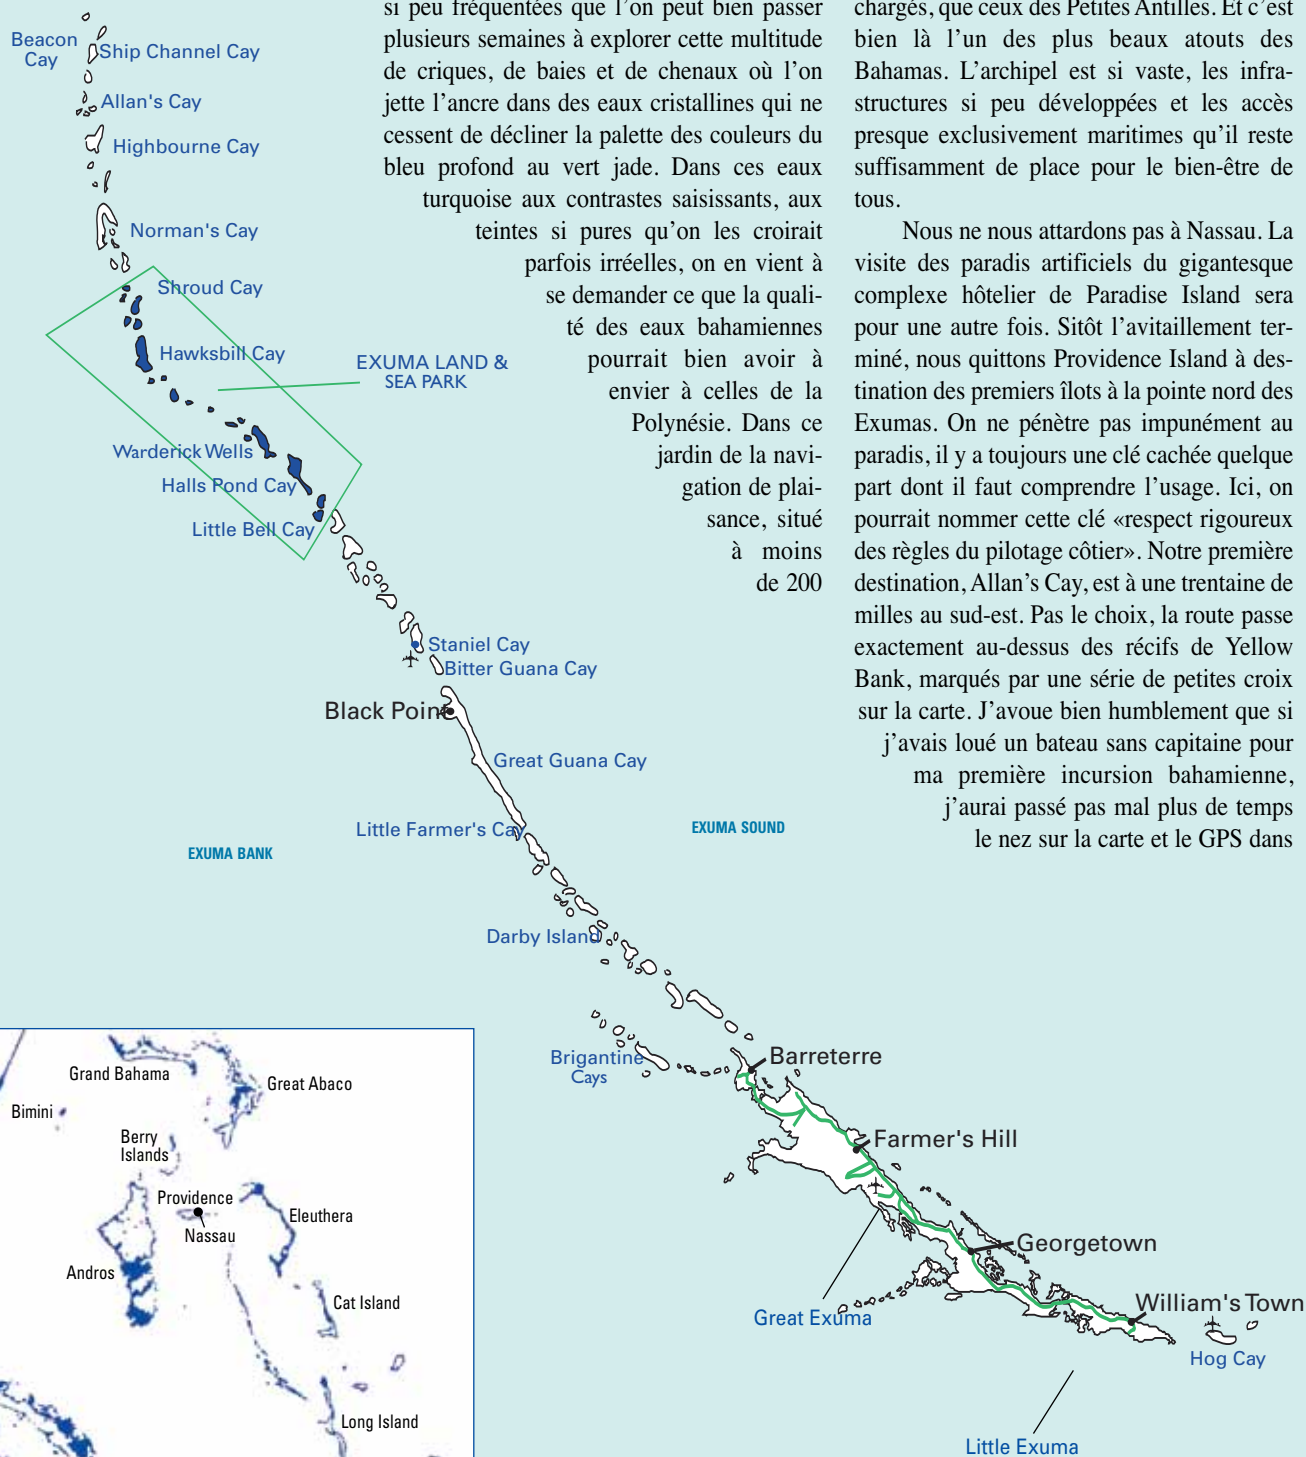 si peu fréquentées que l'on peut bien passer
plusieurs semaines à explorer cette multitude
de criques, de baies et de chenaux où l'on
jette l'ancre dans des eaux cristallines qui ne
cessent de décliner la palette des couleurs du
bleu profond au vert jade. Dans ces eaux
turquoise aux contrastes saisissants, aux
teintes si pures qu'on les croirait
parfois irréelles, on en vient à
se demander ce que la quali-
té des eaux bahamiennes
pourrait bien avoir à
envier à celles de la
Polynésie. Dans ce
jardin de la navi-
gation de plai-
sance, situé
à moins
de 200
chargés, que ceux des Petites Antilles. Et c'est
bien là l'un des plus beaux atouts des
Bahamas. L'archipel est si vaste, les infra-
structures si peu développées et les accès
presque exclusivement maritimes qu'il reste
suffisamment de place pour le bien-être de
tous.
Nous ne nous attardons pas à Nassau. La
visite des paradis artificiels du gigantesque
complexe hôtelier de Paradise Island sera
pour une autre fois. Sitôt l'avitaillement ter-
miné, nous quittons Providence Island à des-
tination des premiers îlots à la pointe nord des
Exumas. On ne pénètre pas impunément au
paradis, il y a toujours une clé cachée quelque
part dont il faut comprendre l'usage. Ici, on
pourrait nommer cette clé «respect rigoureux
des règles du pilotage côtier». Notre première
destination, Allan's Cay, est à une trentaine de
milles au sud-est. Pas le choix, la route passe
exactement au-dessus des récifs de Yellow
Bank, marqués par une série de petites croix
sur la carte. J'avoue bien humblement que si
j'avais loué un bateau sans capitaine pour
ma première incursion bahamienne,
j'aurai passé pas mal plus de temps
le nez sur la carte et le GPS dans
Beacon
Cay
Ship Channel Cay
Allan's Cay
Highbourne Cay
Norman's Cay
Shroud Cay
Hawksbill Cay
EXUMA LAND &
SEA PARK
Warderick Wells
Halls Pond Cay
Little Bell Cay
Staniel Cay
Bitter Guana Cay
Black Point
Great Guana Cay
Little Farmer's Cay
EXUMA SOUND
EXUMA BANK
Darby Island
Brigantine
Cays
Barreterre
Farmer's Hill
Georgetown
William's Town
Great Exuma
Hog Cay
Little Exuma
Grand Bahama
Great Abaco
Bimini
Berry
Islands
Providence
Nassau
Eleuthera
Andros
Cat Island
Long Island